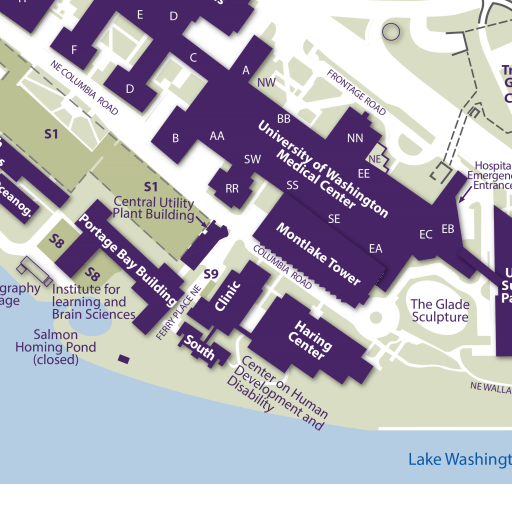 E
D
F
C
NE COLUMBIA ROAD
D
A
NW
FRONTAGE ROAD
S1
BB
B
AA
NN
University of Washington
Medical Center
SW
NE
EE
Hospital
Emergency
Entrance
RR
SS
S1
Central Utility
Plant Building
SE
EB
EC
EA
Montlake Tower
Portage Bay Building
S8
S8
S9
COLUMBIA ROAD
Institute for
learning and
Brain Sciences
FERRY PLACE NE
Clinic
The Glade
Sculpture
Salmon
Homing Pond
(closed)
South
Haring
Center
Center on Human
Development and
Disability
NE WALLA
Lake Washingt